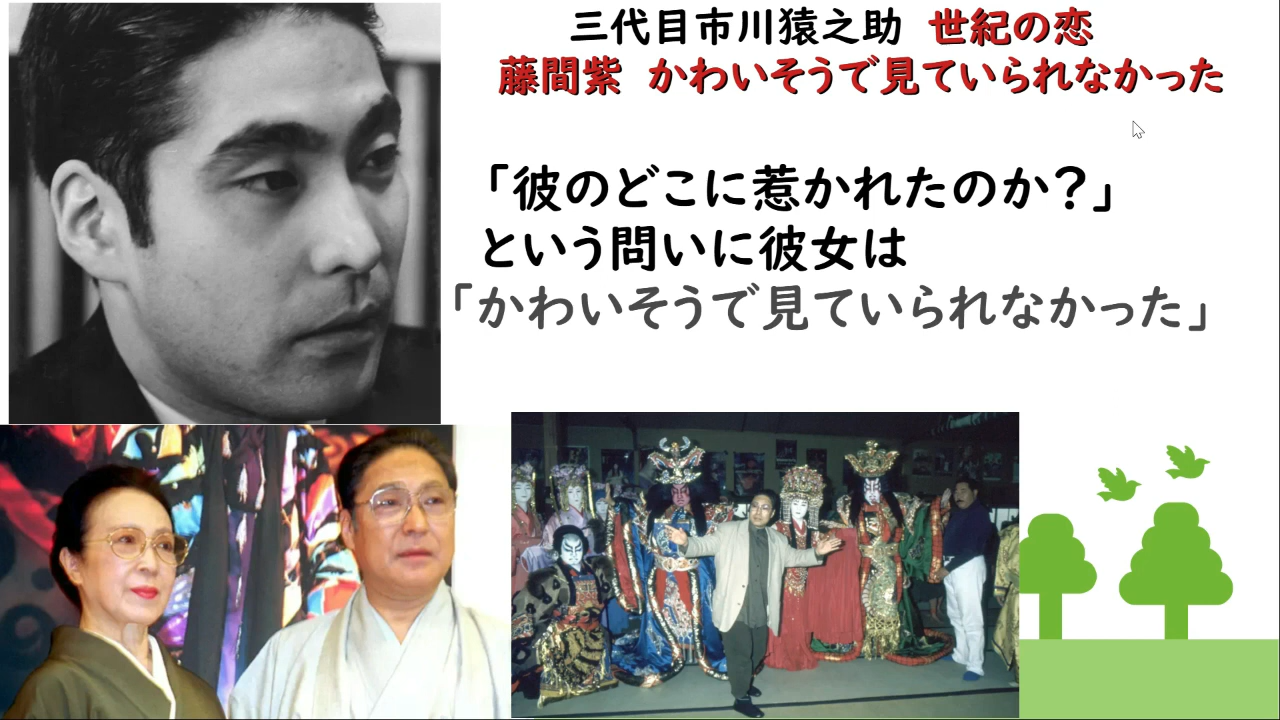 三代目市川猿之助 世紀の恋
藤間紫 かわいそうで見ていられなかった
「彼のどこに惹かれたのか？」
という問いに彼女は
「かわいそうで見ていられなかった」